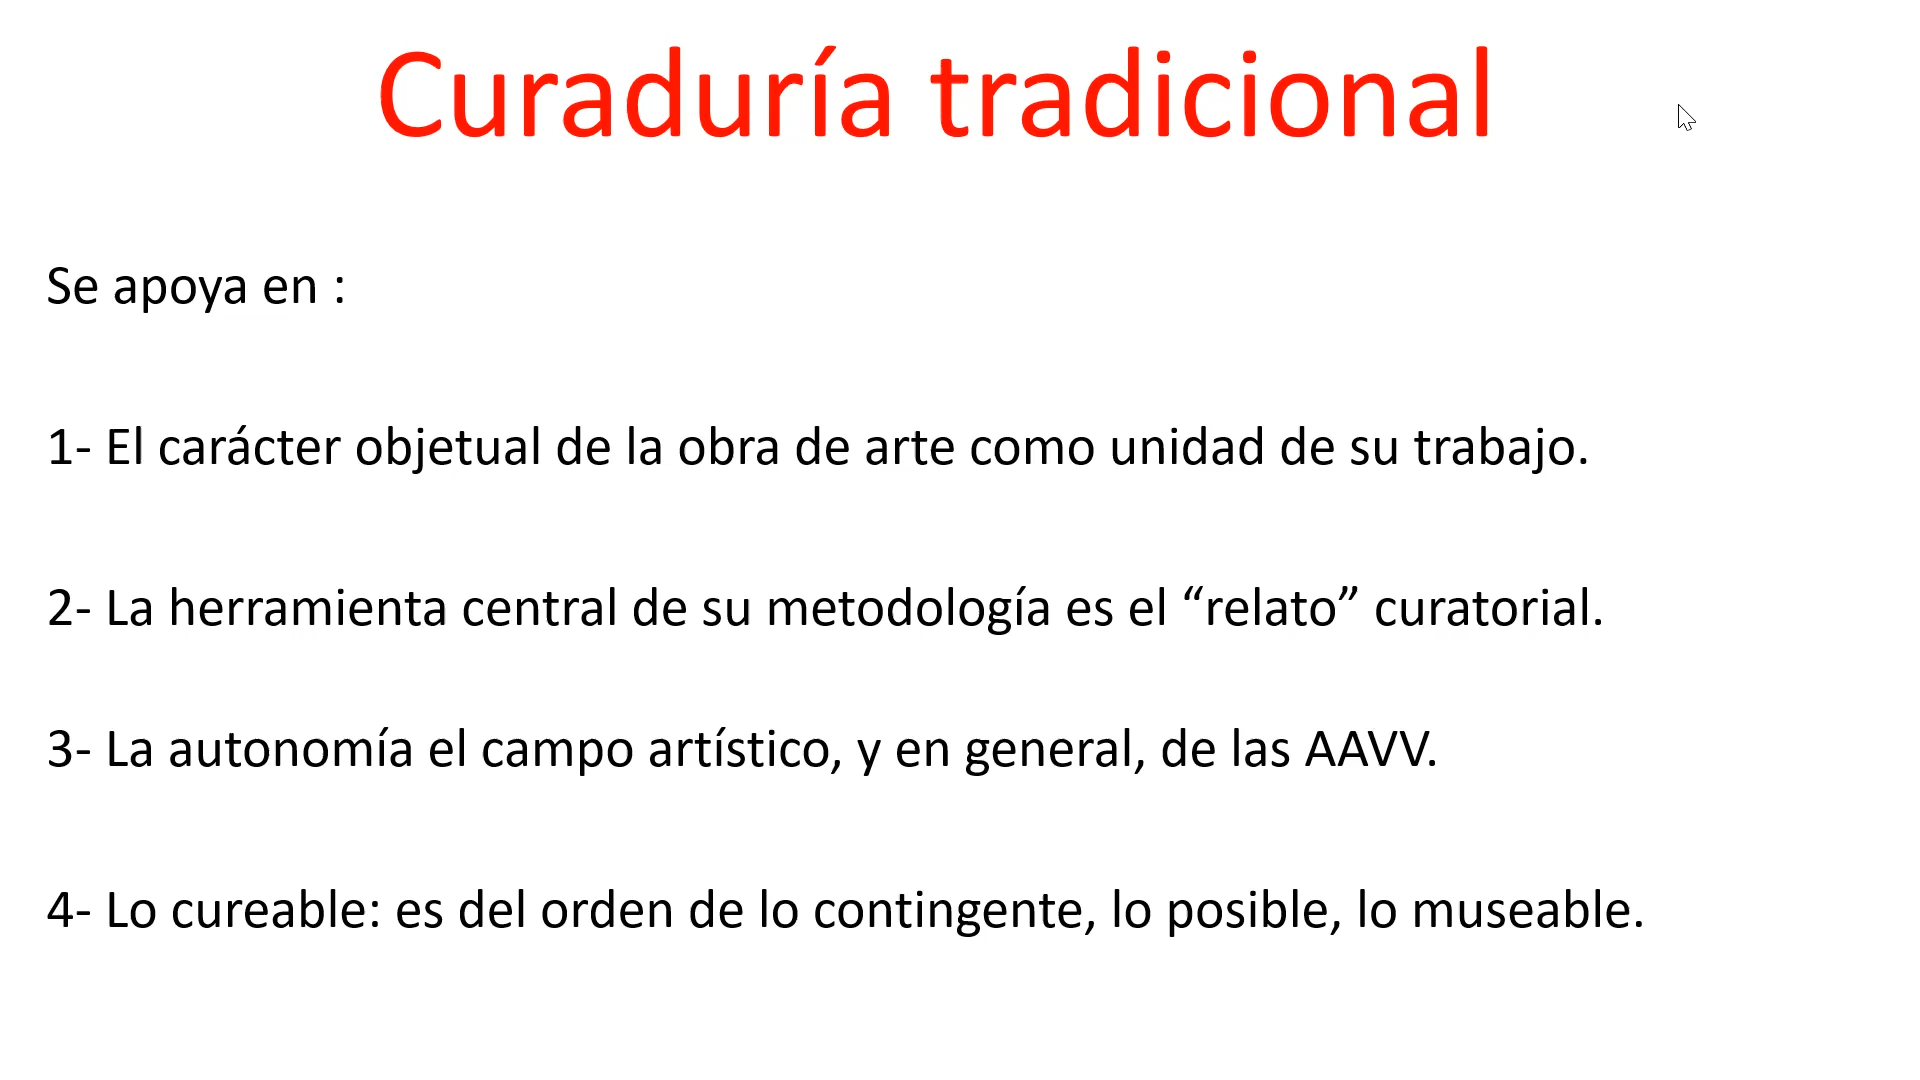 Curaduría tradicional
Se apoya en :
1- El carácter objetual de la obra de arte como unidad de su trabajo.
2- La herramienta central de su metodología es el “relato” curatorial.
3- La autonomía el campo artístico, y en general, de las AAVV.
4- Lo cureable: es del orden de lo contingente, lo posible, lo museable.